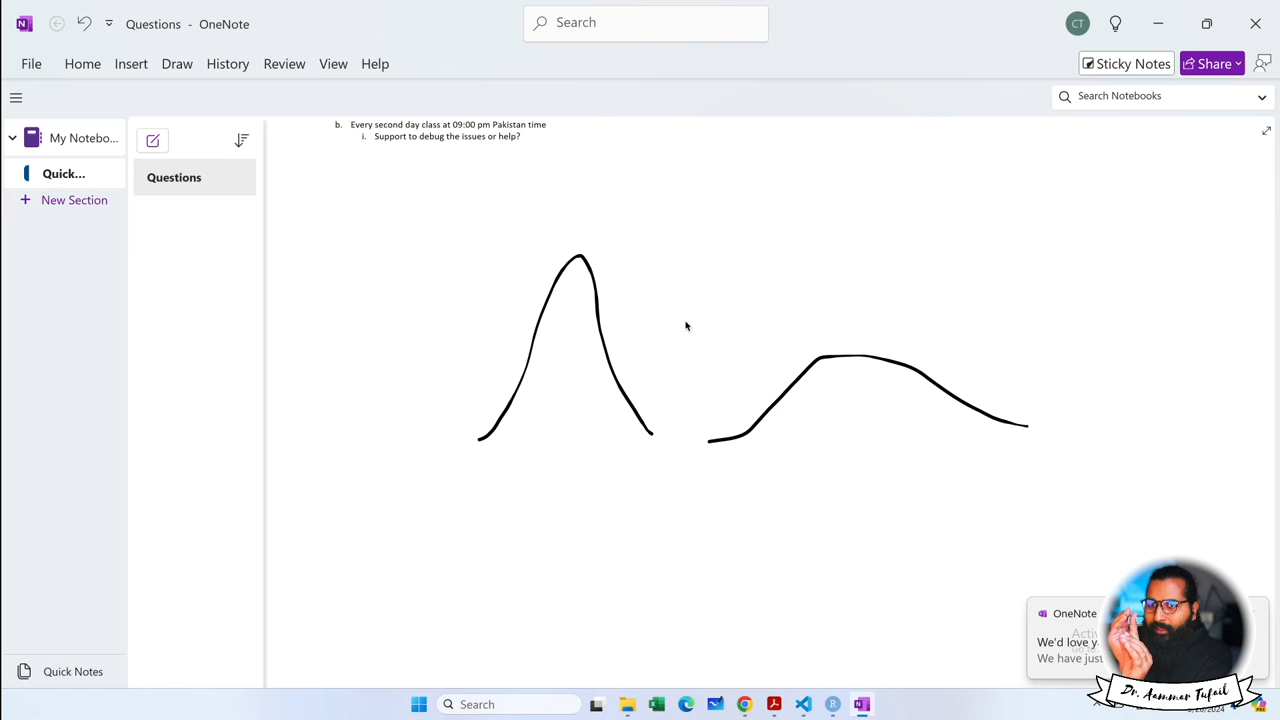 Questions - OneNote
Search
CT
File Home Insert Draw History Review View Help
Sticky Notes
Share
Search Notebooks
My Notebo...
Quick...
+ New Section
Questions
b. Every second day class at 09:00 pm Pakistan time
i. Support to debug the issues or help?
OneNote
We'd love y
We have just
Quick Notes
Search
Dr. Aammar Tufail